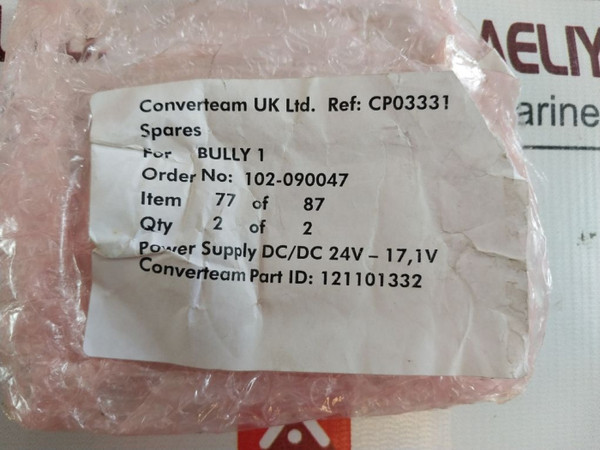 Converteam UK Ltd. Ref: CP03331
Spares
For BULLY 1
Order No: 102-090047
Item 77 of 87
Qty 2 of 2
Power Supply DC/DC 24V – 17,1V
Converteam Part ID: 121101332
AELIY
arine